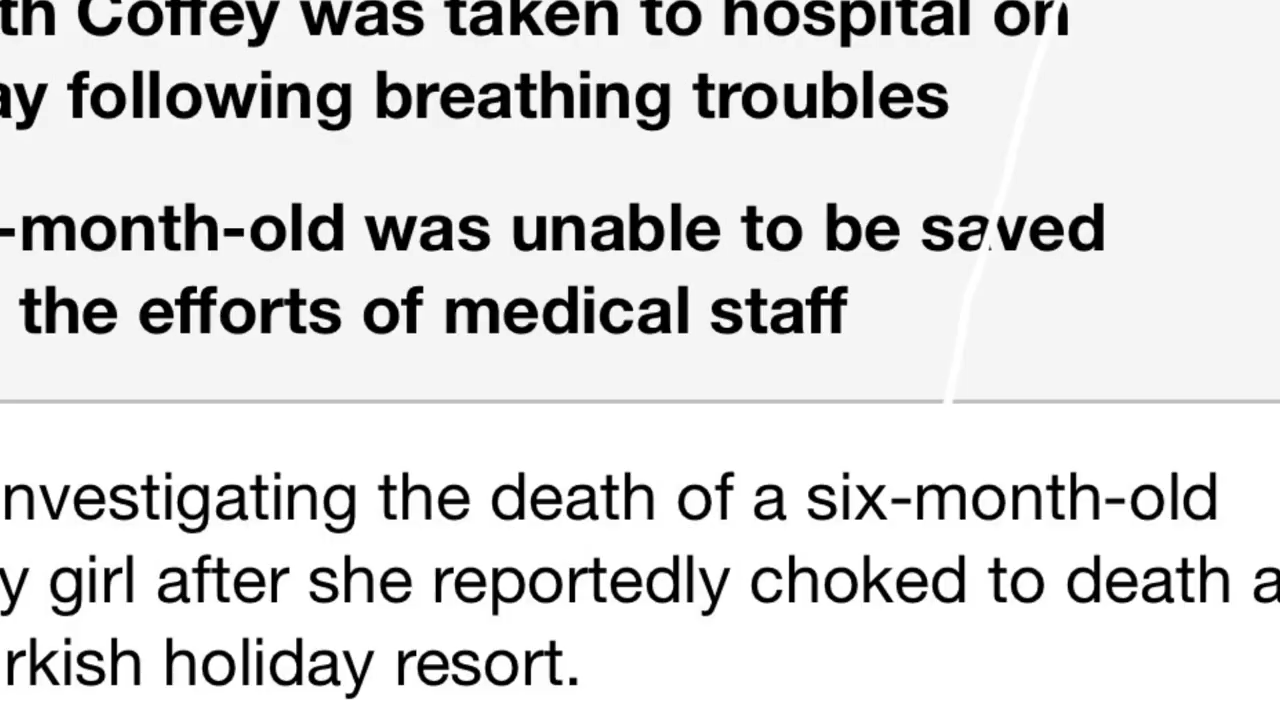 th Coffey was taken to hospital on
ay following breathing troubles
-month-old was unable to be saved
the efforts of medical staff
nvestigating the death of a six-month-old
y girl after she reportedly choked to death a
rkish holiday resort.